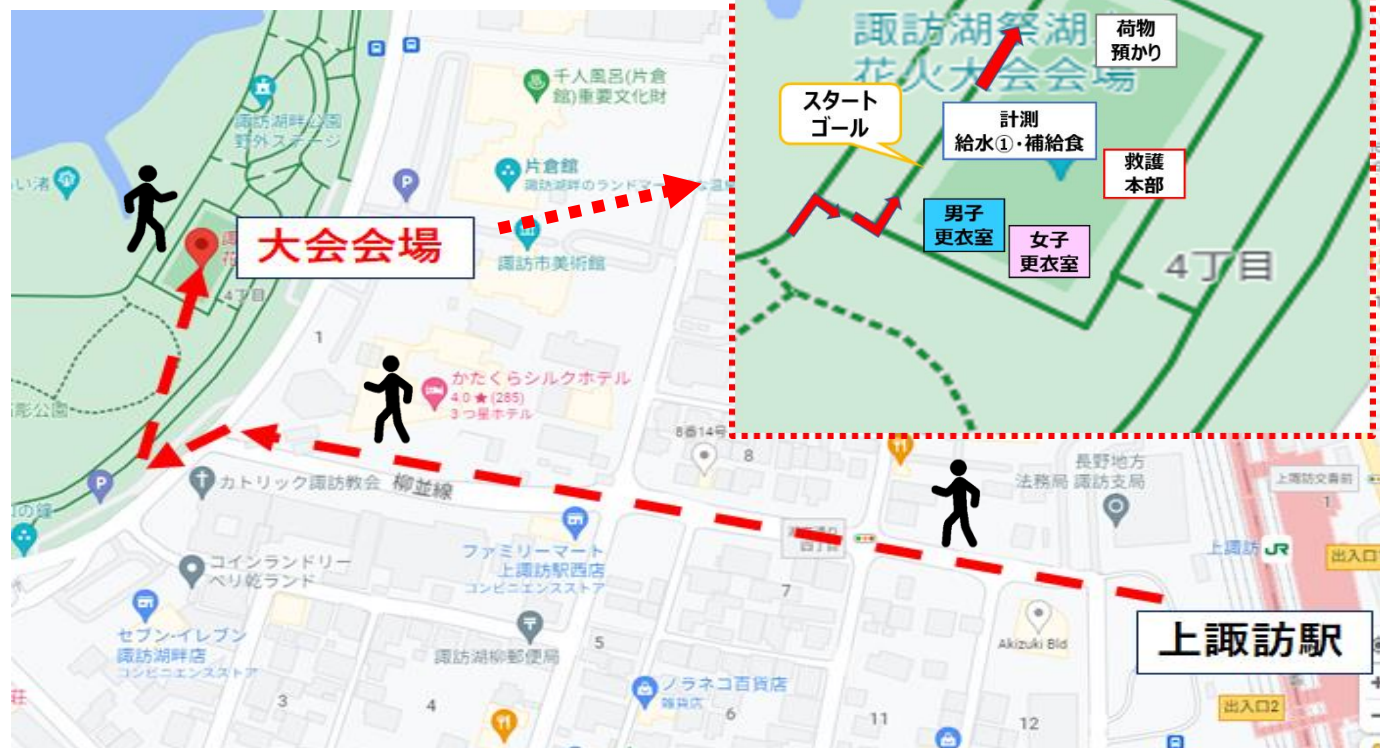 諏訪湖祭湖
花火大会会場
荷物
預かり
スタート
ゴール
計測
給水①・補給食
救護
本部
男子
更衣室
女子
更衣室
4丁目
千人風呂(片倉
館)重要文化財
諏訪湖畔公園
野外ステージ
P
片倉館
諏訪湖畔のランドマー
大会会場
諏訪市美術館
4丁目
1
かたくらシルクホテル
4.0★(285)
3つ星ホテル
8番14号
8
長野地方
法務局 諏訪支局
上諏訪交番前
1
P
カトリック諏訪教会
柳並線
ファミリーマート
上諏訪駅西店
コンビニエンスストア
四丁目
上諏訪
JR
出入口
コインランドリー
ペリ乾ランド
7
セブン-イレブン
諏訪湖畔店
コンビニエンスストア
諏訪湖柳郵便局
5
Akizuki Bld
上諏訪駅
ノラネコ百貨店
雑貨店
3
4
6
11
12
出入口2
荘